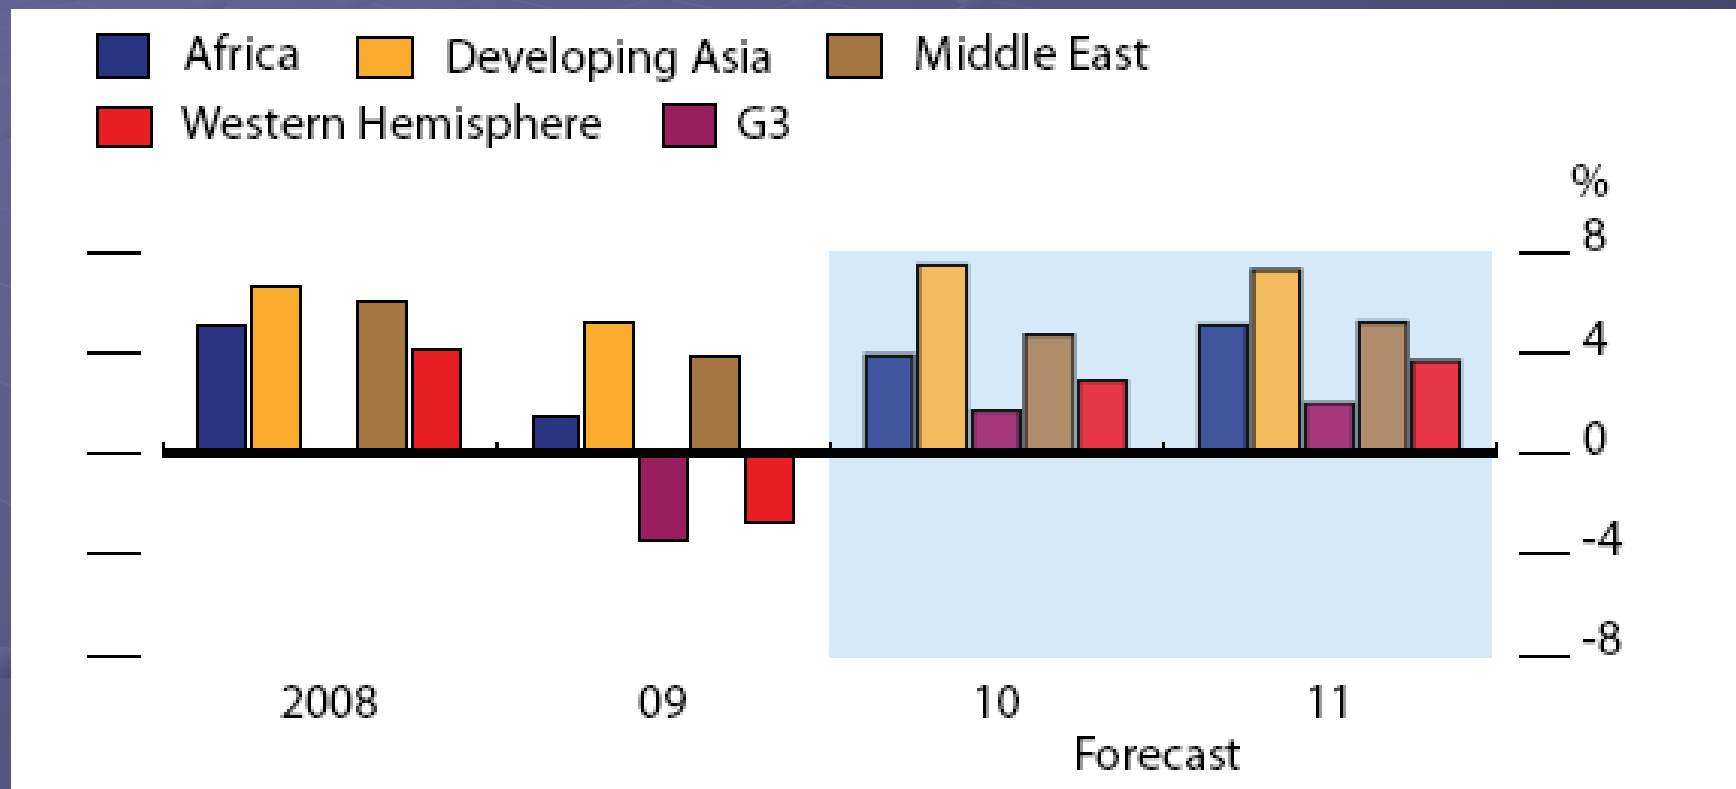 Africa Developing Asia Middle East
Western Hemisphere G3
%
8
4
0
-4
-8
2008 09 10 11
Forecast